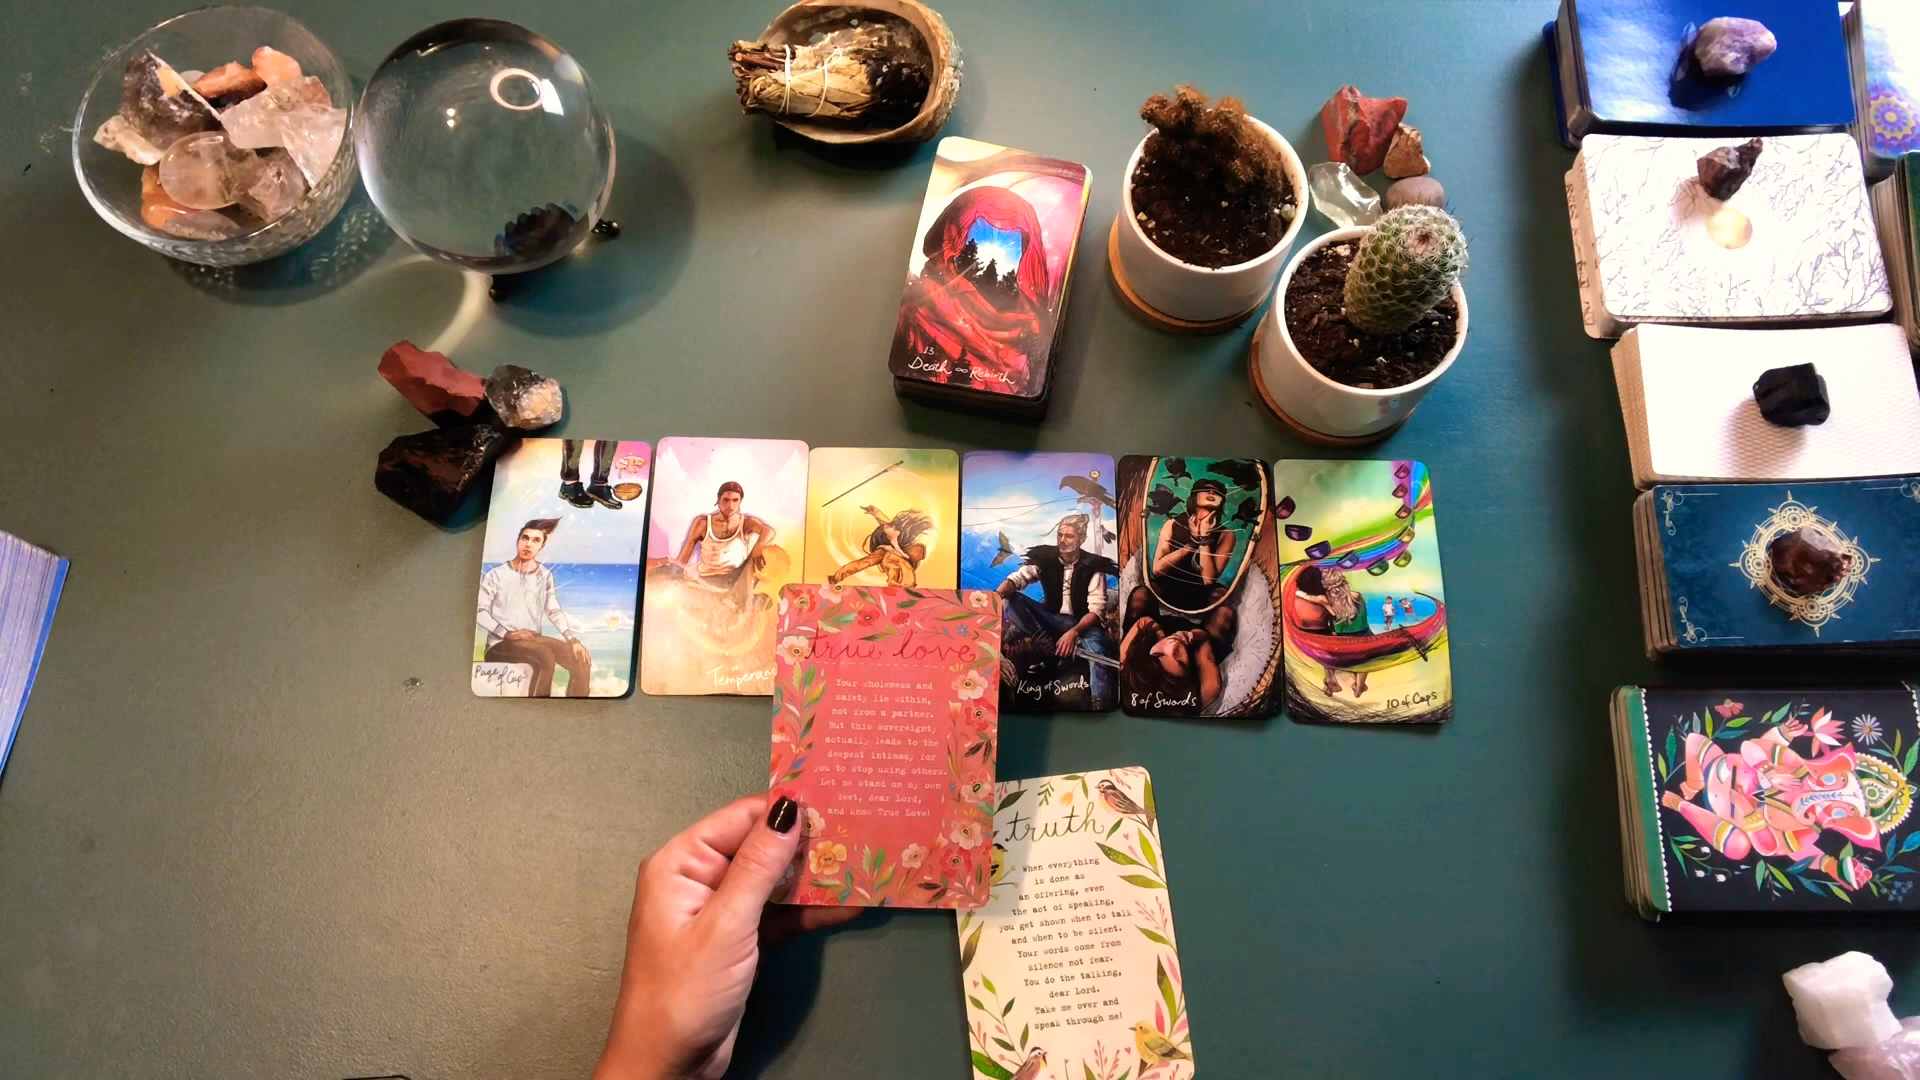 13.
Death ∞ Rebirth
Page of Cups
Temperanc
King of Swords
8 of Swords
10 of Cups
true love
Your wholeness and
safety lie within,
not from a partner.
But this sovereignty
actually leads to the
deepest intimacy for
you to stop using others.
Let me stand on my own
feet, dear Lord,
and know True Love!
truth
When everything
is done as
an offering, even
the act of speaking,
you get shown when to talk
and when to be silent.
Your words come from
silence not fear.
You do the talking,
dear Lord.
Take me over and
speak through me!